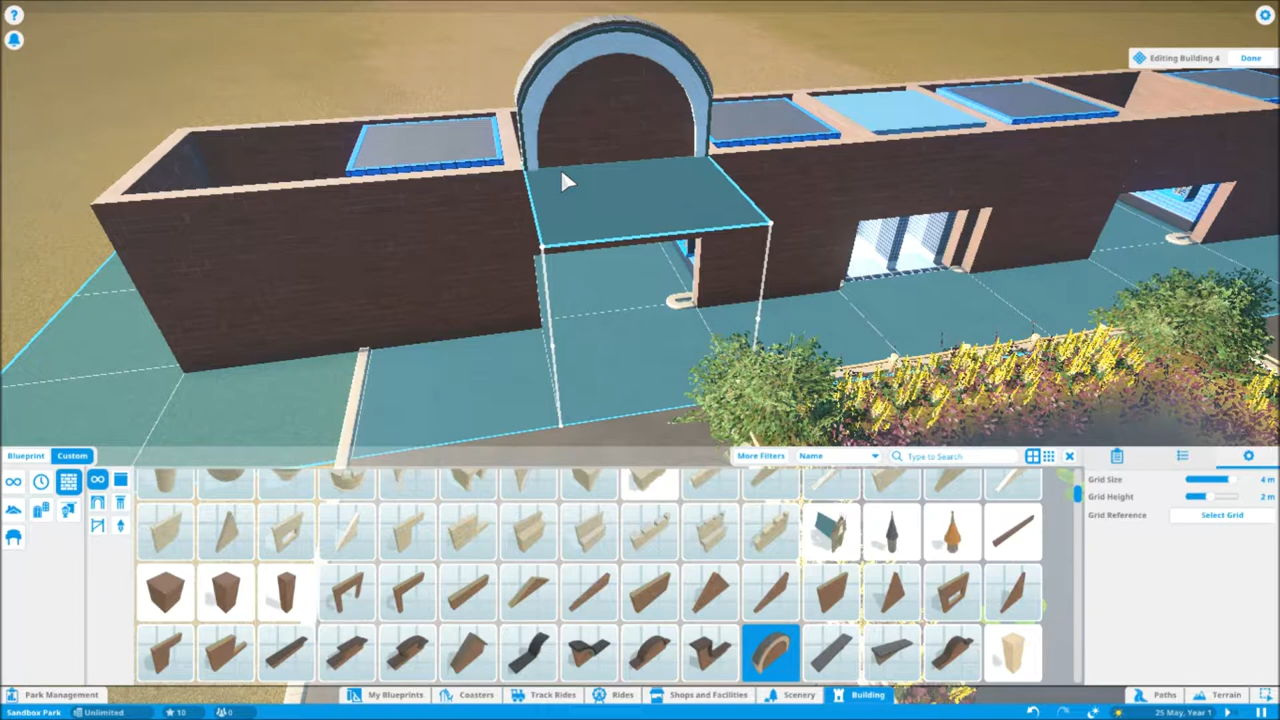 ?
Editing Building 4 Done
Blueprint Custom
More Filters Name Type to Search
Grid Size 4 m
Grid Height 2 m
Grid Reference Select Grid
Park Management My Blueprints Coasters Track Rides Rides Shops and Facilities Scenery Building Paths Terrain
Sandbox Park Unlimited 10 0 25 May, Year 1